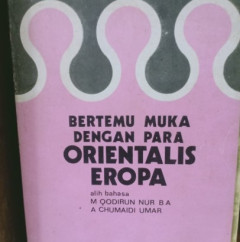 BERTEMU MUKA
DENGAN PARA
ORIENTALIS
EROPA
alih bahasa
M QODIRUN NUR B A
A CHUMAIDI UMAR